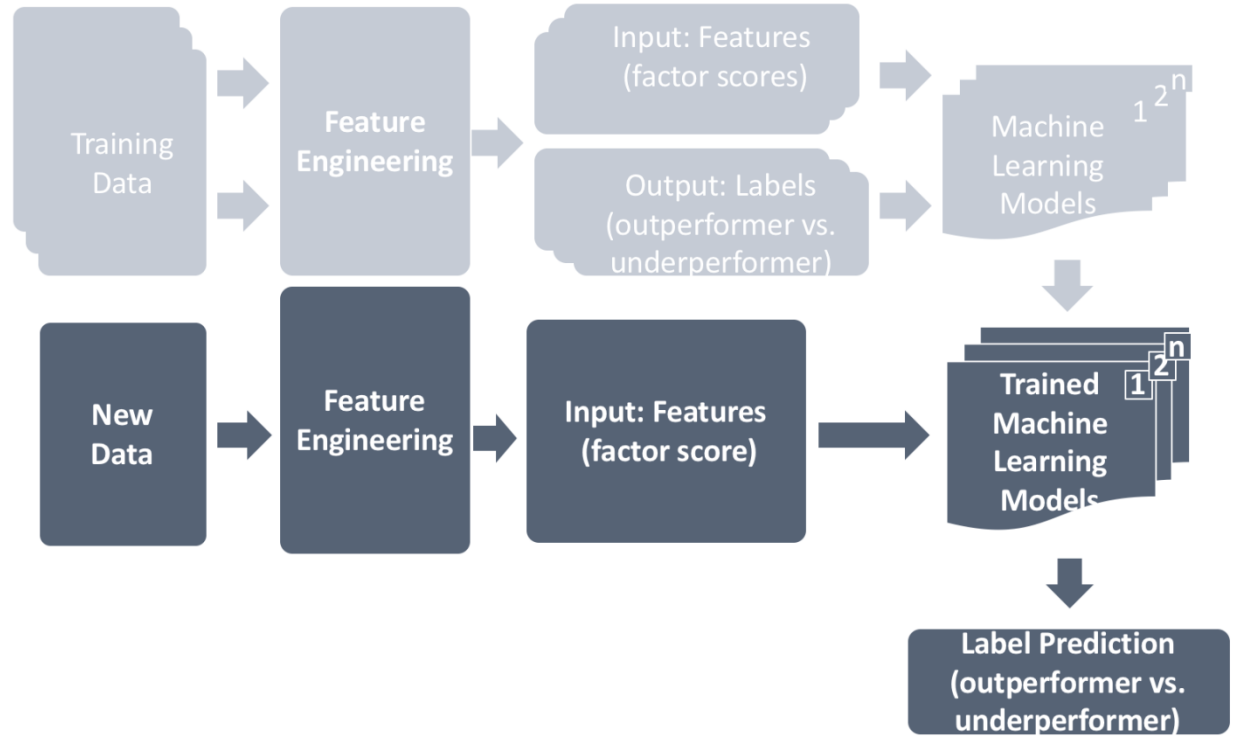 Training
Data
Feature
Engineering
Input: Features
(factor scores)
Output: Labels
(outperformer vs.
underperformer)
Machine
Learning
Models
1
2
n
New
Data
Feature
Engineering
Input: Features
(factor score)
Trained
Machine
Learning
Models
1
2
n
Label Prediction
(outperformer vs.
underperformer)